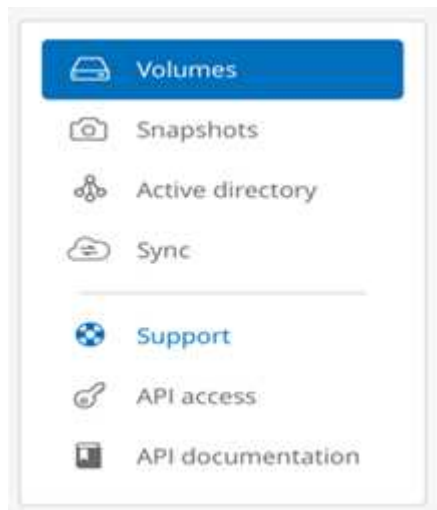 Volumes
Snapshots
Active directory
Sync
Support
API access
API documentation